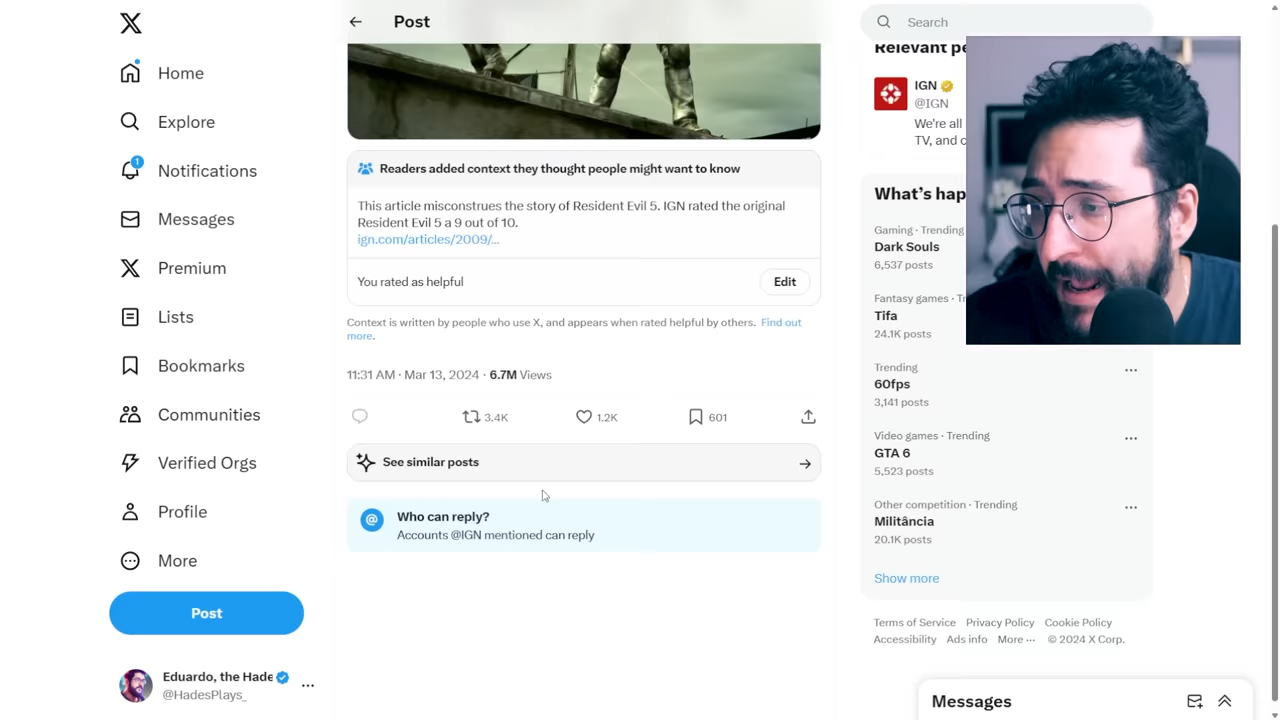 Home
Explore
1
Notifications
Messages
Premium
Lists
Bookmarks
Communities
Verified Orgs
Profile
More
Post
Eduardo, the Hade
@HadesPlays_
Post
Readers added context they thought people might want to know
This article misconstrues the story of Resident Evil 5. IGN rated the original
Resident Evil 5 a 9 out of 10.
ign.com/articles/2009/...
You rated as helpful
Edit
Context is written by people who use X, and appears when rated helpful by others. Find out
more.
11:31 AM · Mar 13, 2024 · 6.7M Views
3.4K 1.2K 601
See similar posts
Who can reply?
Accounts @IGN mentioned can reply
Search
Relevant pe
IGN
@IGN
We're all
TV, and c
What's hap
Gaming · Trending
Dark Souls
6,537 posts
Fantasy games · Tr
Tifa
24.1K posts
Trending
60fps
3,141 posts
Video games · Trending
GTA 6
5,523 posts
Other competition · Trending
Militância
20.1K posts
Show more
Terms of Service Privacy Policy Cookie Policy
Accessibility Ads info More ··· © 2024 X Corp.
Messages